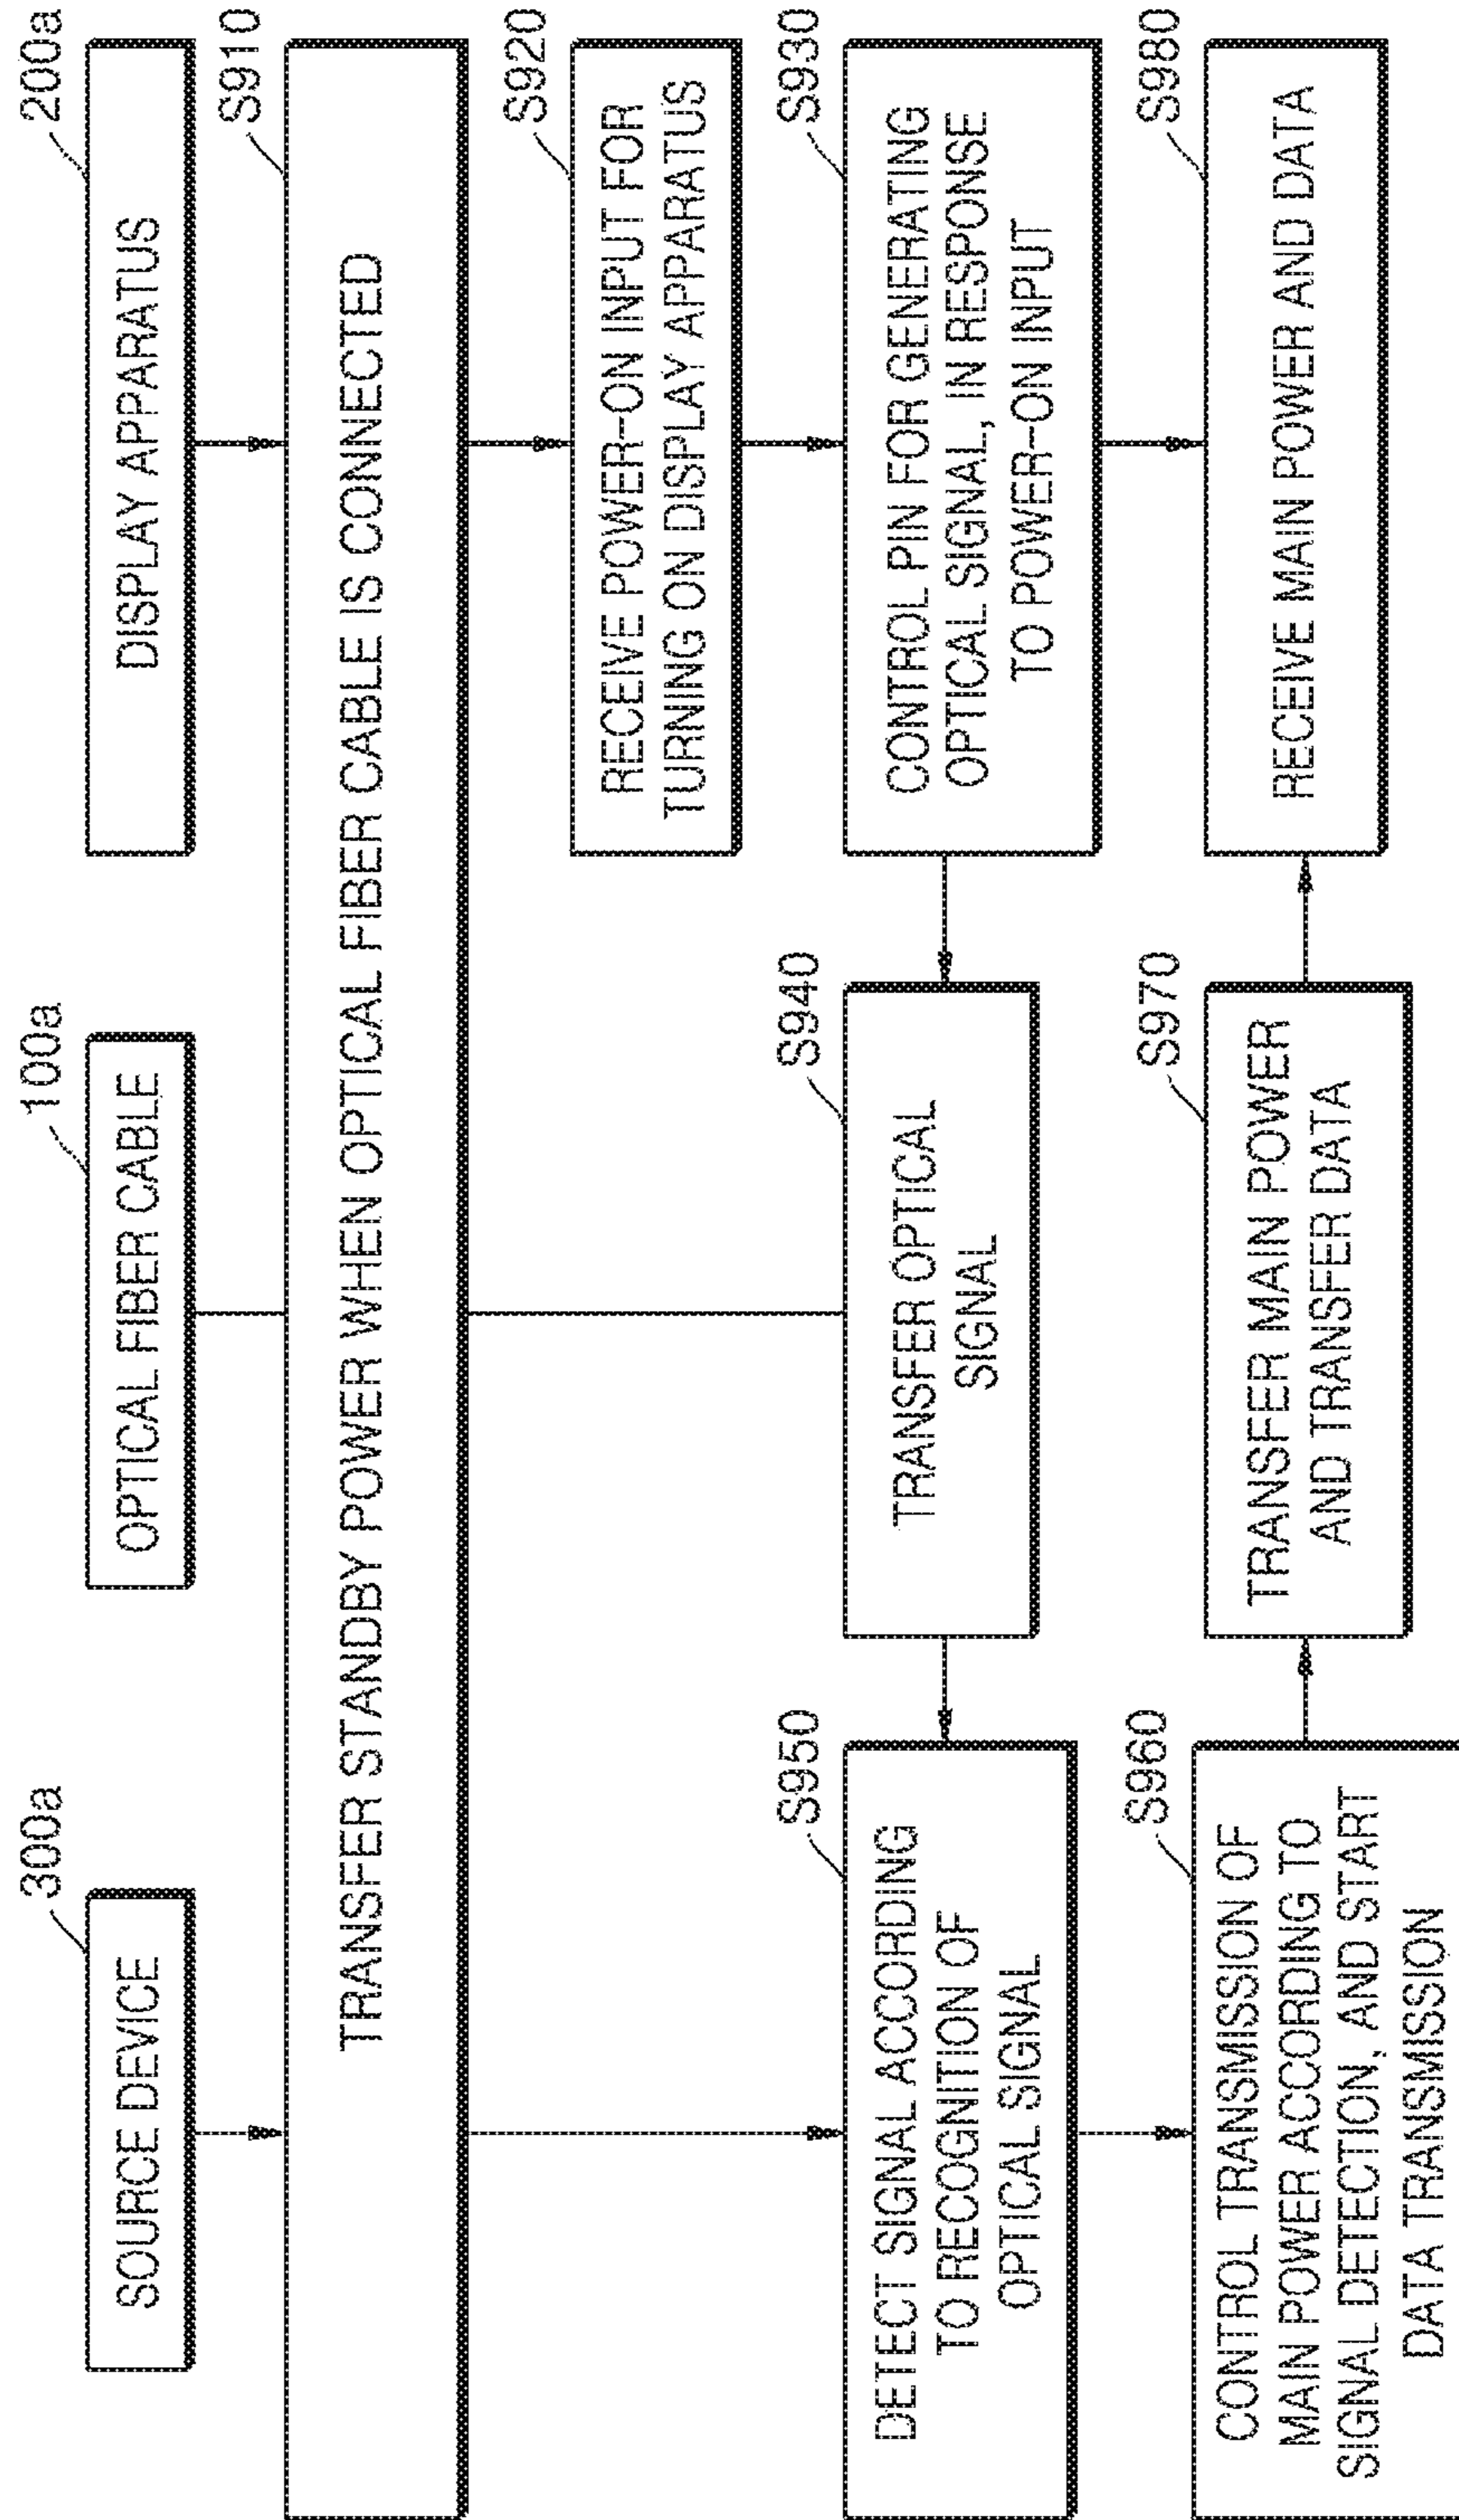 300a
SOURCE DEVICE
100a
OPTICAL FIBER CABLE
200a
DISPLAY APPARATUS
S910
TRANSFER STANDBY POWER WHEN OPTICAL FIBER CABLE IS CONNECTED
S920
RECEIVE POWER-ON INPUT FOR
TURNING ON DISPLAY APPARATUS
S930
CONTROL PIN FOR GENERATING
OPTICAL SIGNAL, IN RESPONSE
TO POWER-ON INPUT
S940
TRANSFER OPTICAL
SIGNAL
S950
DETECT SIGNAL ACCORDING
TO RECOGNITION OF
OPTICAL SIGNAL
S960
CONTROL TRANSMISSION OF
MAIN POWER ACCORDING TO
SIGNAL DETECTION, AND START
DATA TRANSMISSION
S970
TRANSFER MAIN POWER
AND TRANSFER DATA
S980
RECEIVE MAIN POWER AND DATA